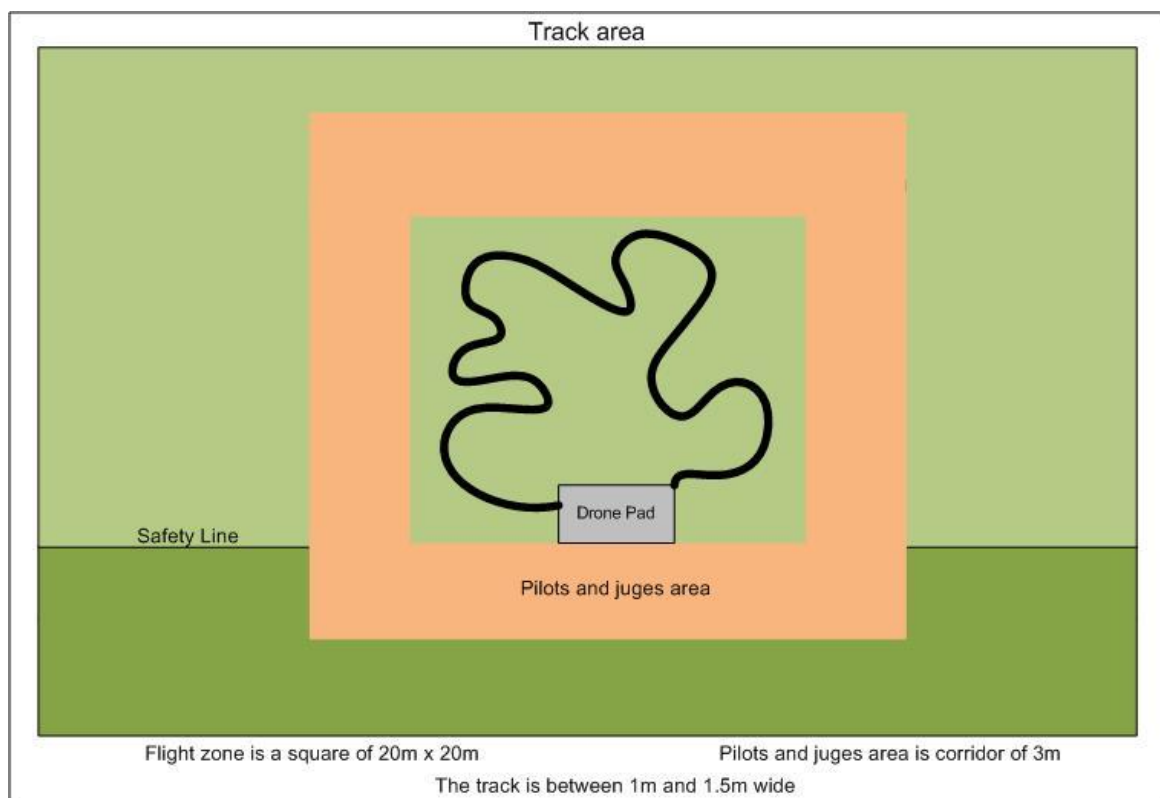 Track area
Drone Pad
Safety Line
Pilots and juges area
Flight zone is a square of 20m x 20m
Pilots and juges area is corridor of 3m
The track is between 1m and 1.5m wide